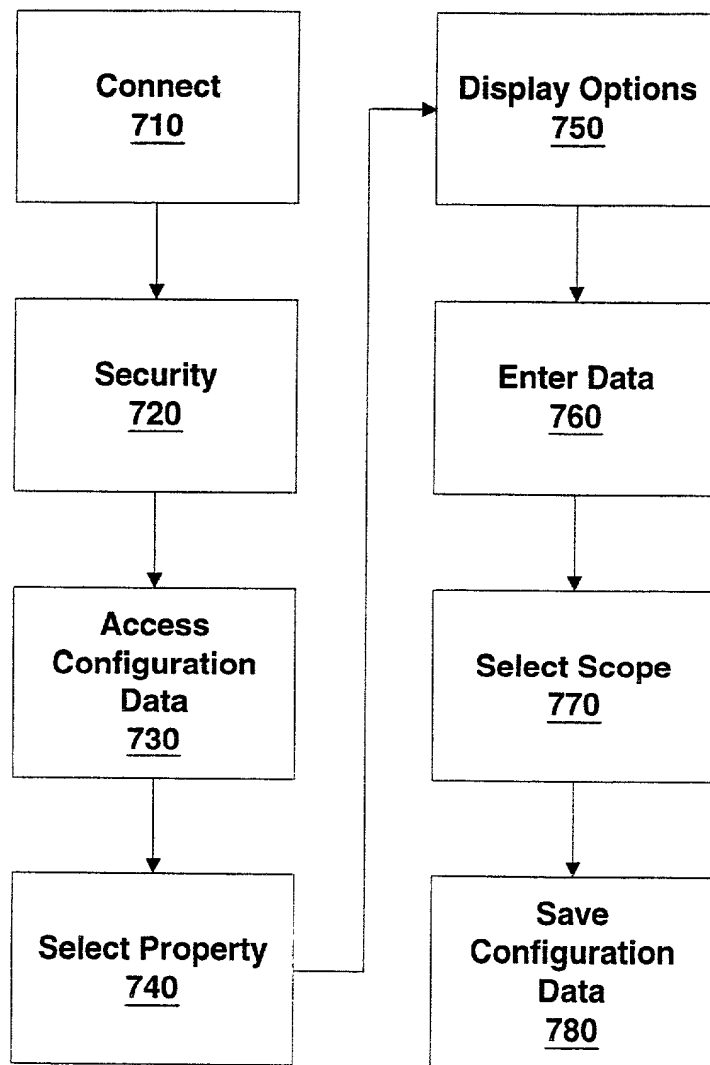 Connect
710
Security
720
Access
Configuration
Data
730
Select Property
740
Display Options
750
Enter Data
760
Select Scope
770
Save
Configuration
Data
780